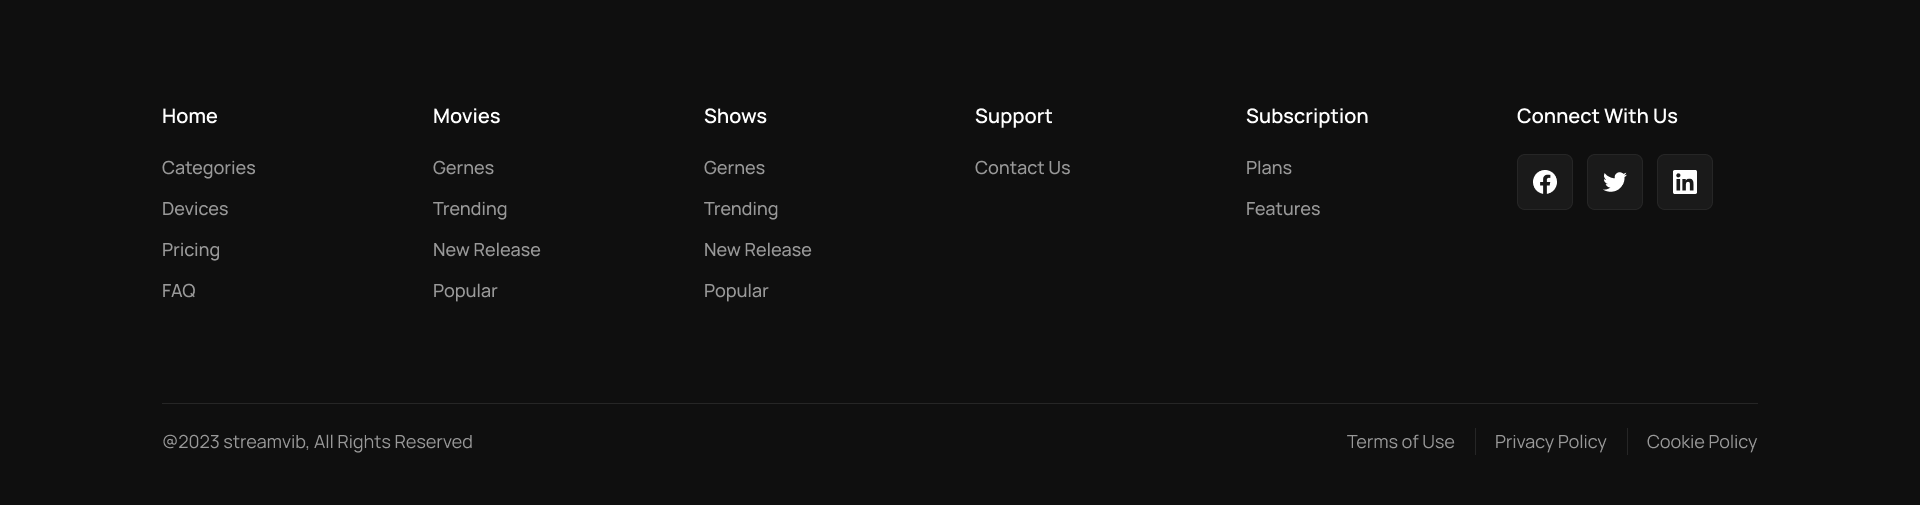 Home
Categories
Devices
Pricing
FAQ
Movies
Gernes
Trending
New Release
Popular
Shows
Gernes
Trending
New Release
Popular
Support
Contact Us
Subscription
Plans
Features
Connect With Us
@2023 streamvib, All Rights Reserved
Terms of Use
Privacy Policy
Cookie Policy